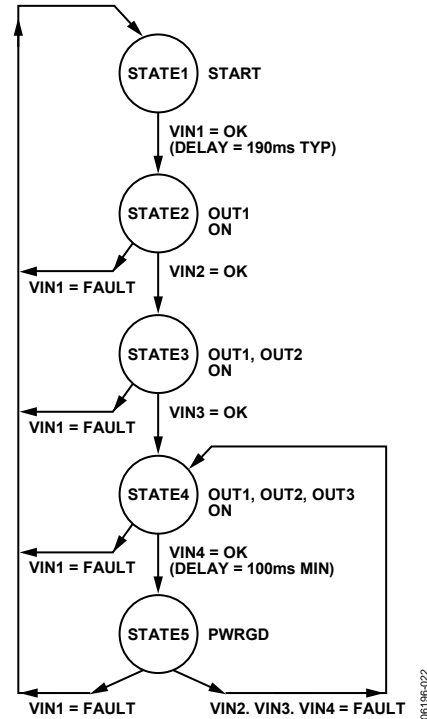 STATE1 START
VIN1 = OK
(DELAY = 190ms TYP)
STATE2 OUT1
ON
VIN2 = OK
VIN1 = FAULT
STATE3 OUT1, OUT2
ON
VIN3 = OK
VIN1 = FAULT
STATE4 OUT1, OUT2, OUT3
ON
VIN4 = OK
(DELAY = 100ms MIN)
VIN1 = FAULT
STATE5 PWRGD
VIN1 = FAULT
VIN2. VIN3. VIN4 = FAULT
06196-022